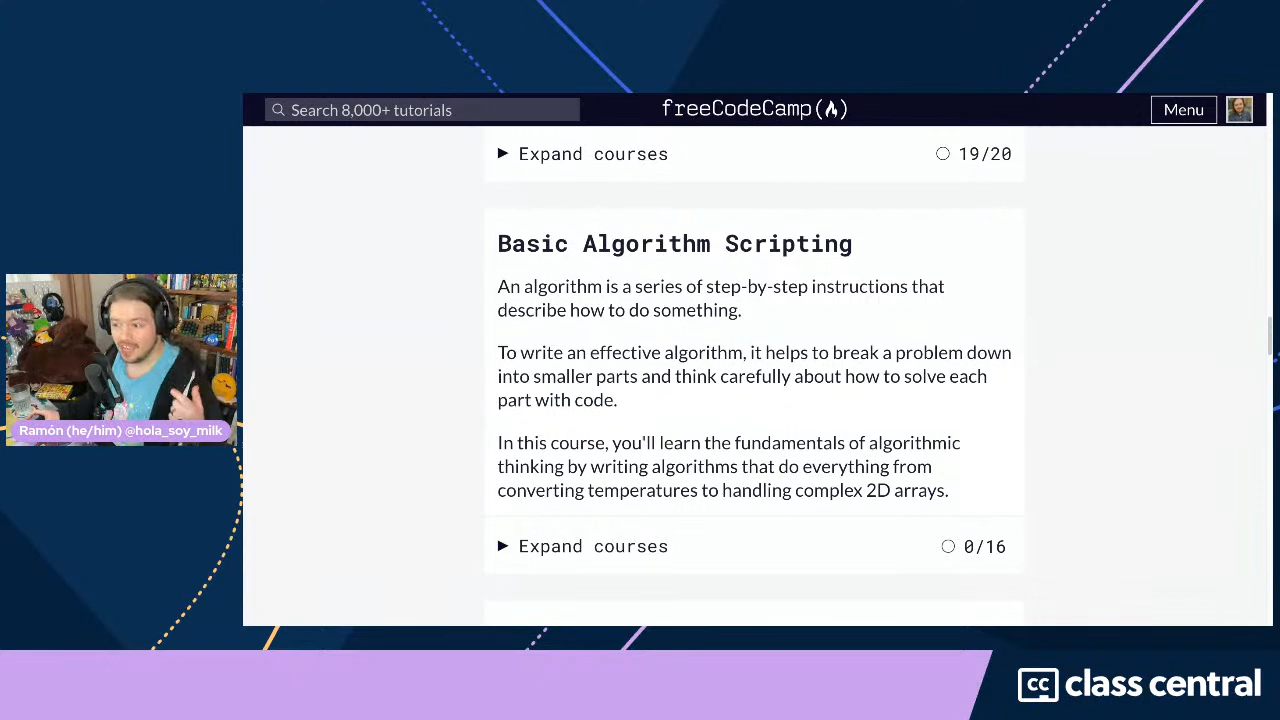 Search 8,000+ tutorials
freeCodeCamp
Menu
Expand courses
19/20
Basic Algorithm Scripting
An algorithm is a series of step-by-step instructions that
describe how to do something.
To write an effective algorithm, it helps to break a problem down
into smaller parts and think carefully about how to solve each
part with code.
In this course, you'll learn the fundamentals of algorithmic
thinking by writing algorithms that do everything from
converting temperatures to handling complex 2D arrays.
Expand courses
0/16
Ramón (he/him) @hola_soy_milk
cc class central